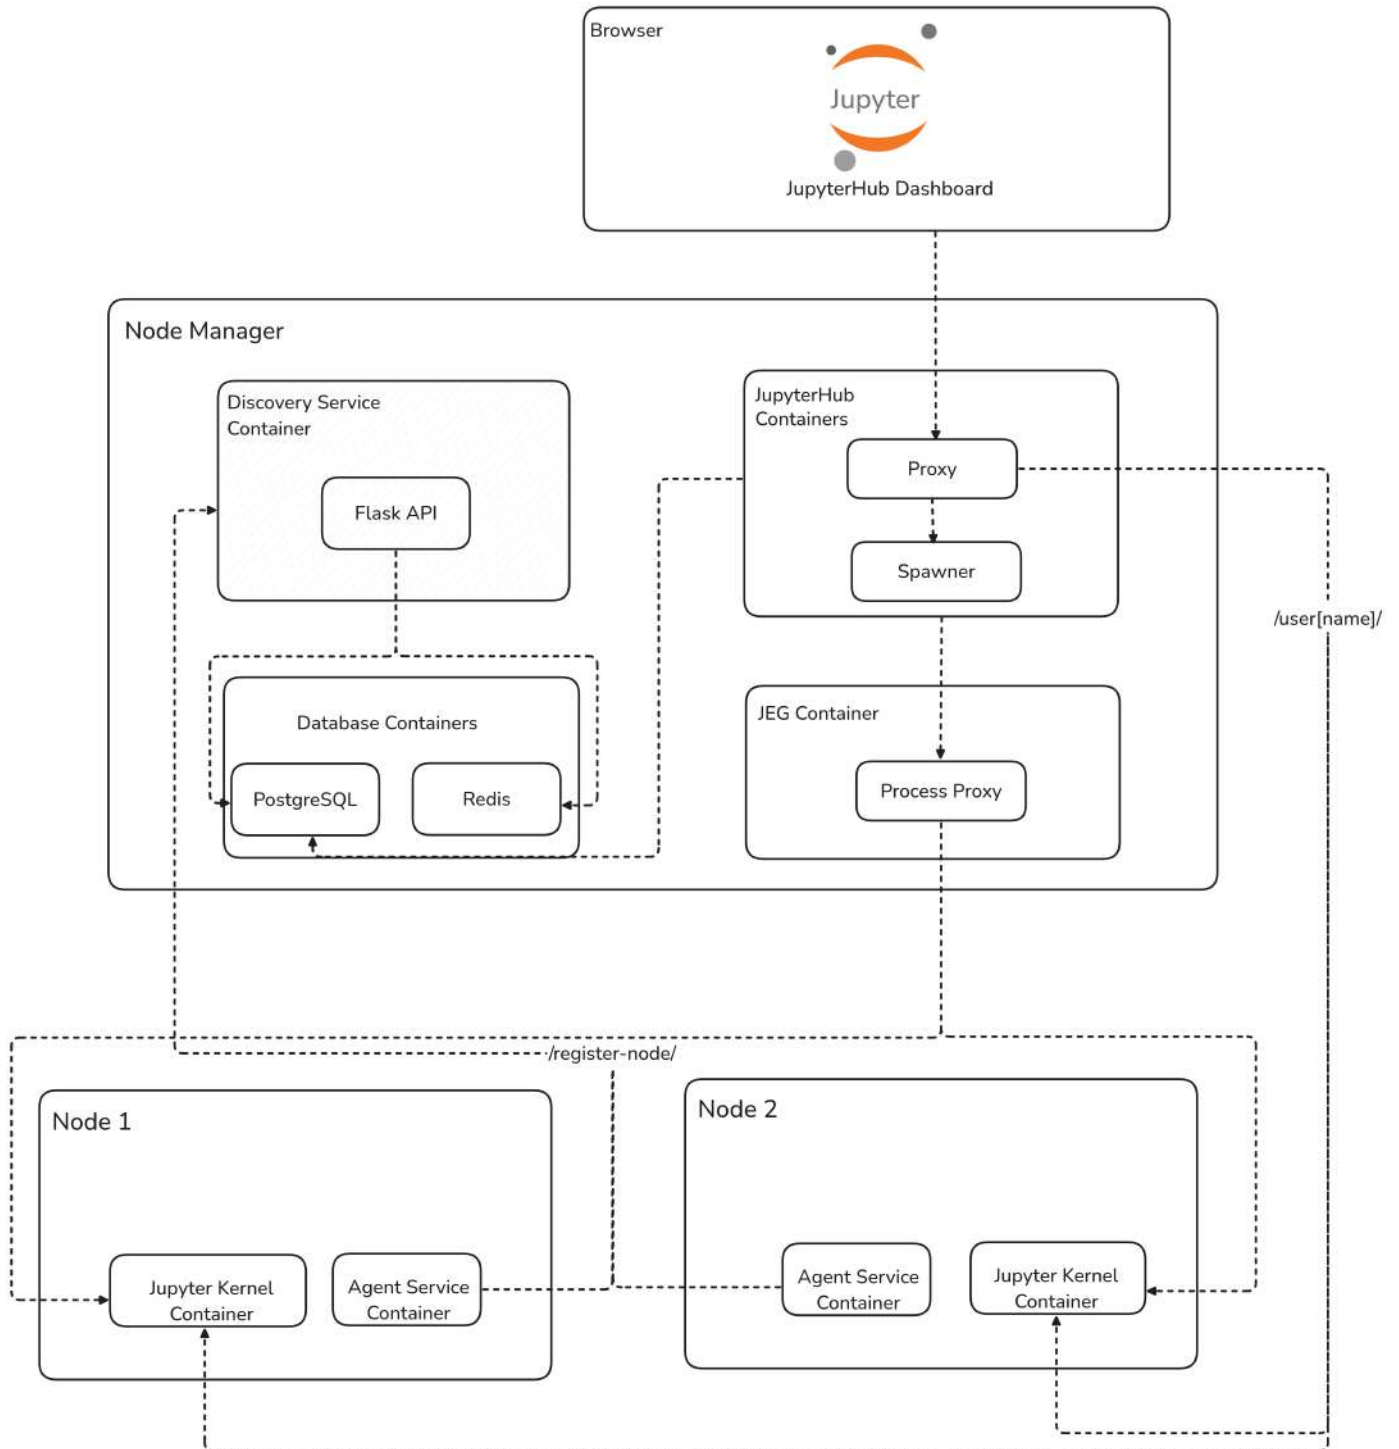 Browser
Jupyter
JupyterHub Dashboard
Node Manager
Discovery Service
Container
Flask API
JupyterHub
Containers
Proxy
Spawner
/user[name]/
Database Containers
PostgreSQL
Redis
JEG Container
Process Proxy
/register-node/
Node 1
Jupyter Kernel
Container
Agent Service
Container
Node 2
Agent Service
Container
Jupyter Kernel
Container